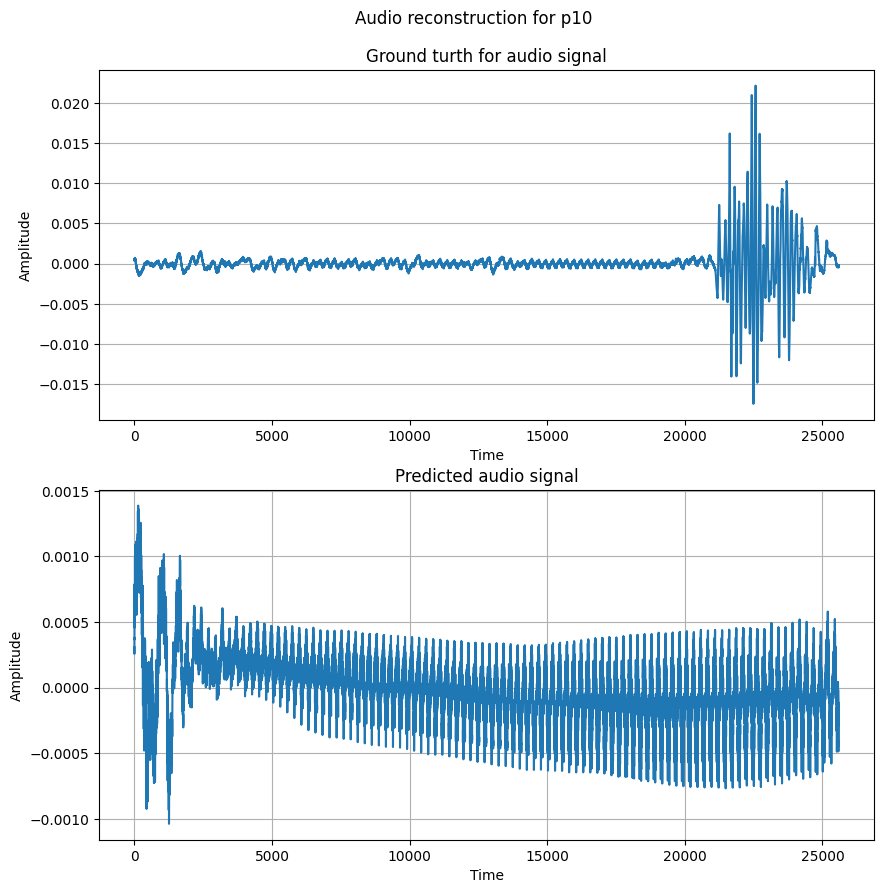 Audio reconstruction for p10
Ground turth for audio signal
0.020
0.015
0.010
0.005
0.000
−0.005
−0.010
−0.015
Amplitude
0 5000 10000 15000 20000 25000
Time
Predicted audio signal
0.0015
0.0010
0.0005
0.0000
−0.0005
−0.0010
Amplitude
0 5000 10000 15000 20000 25000
Time